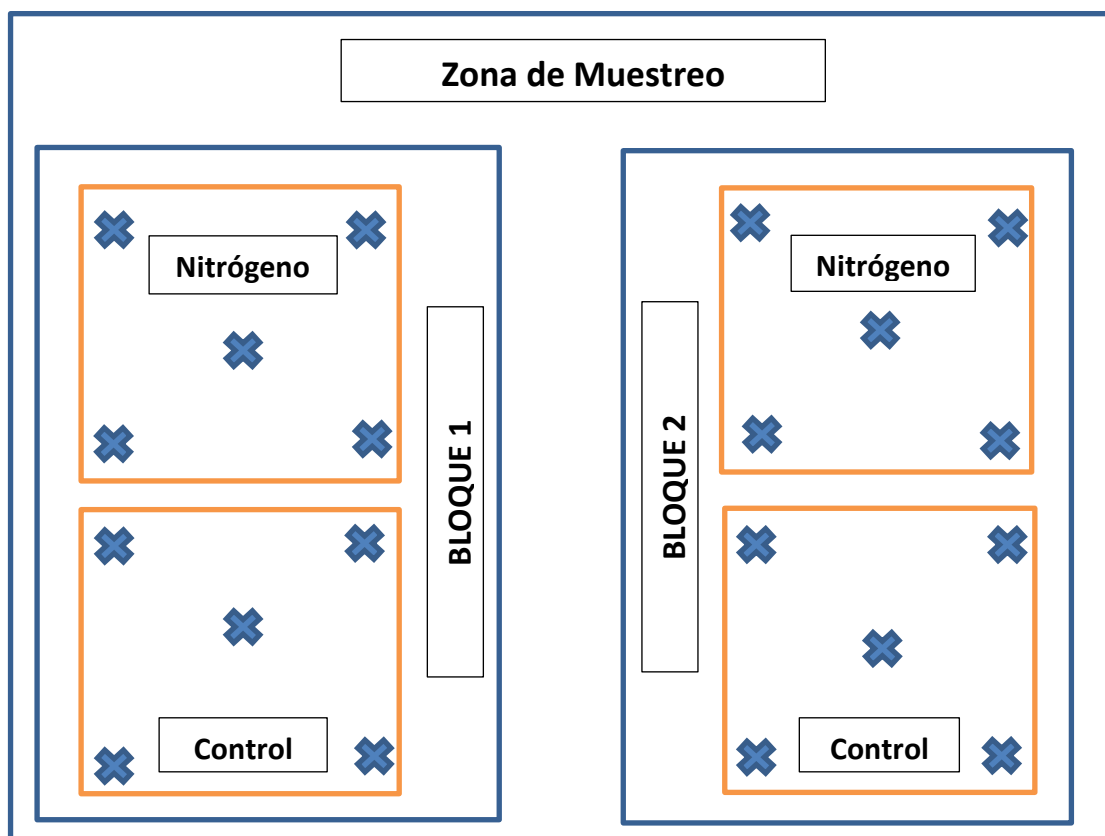 Zona de Muestreo
Nitrógeno
BLOQUE 1
Control
Nitrógeno
BLOQUE 2
Control